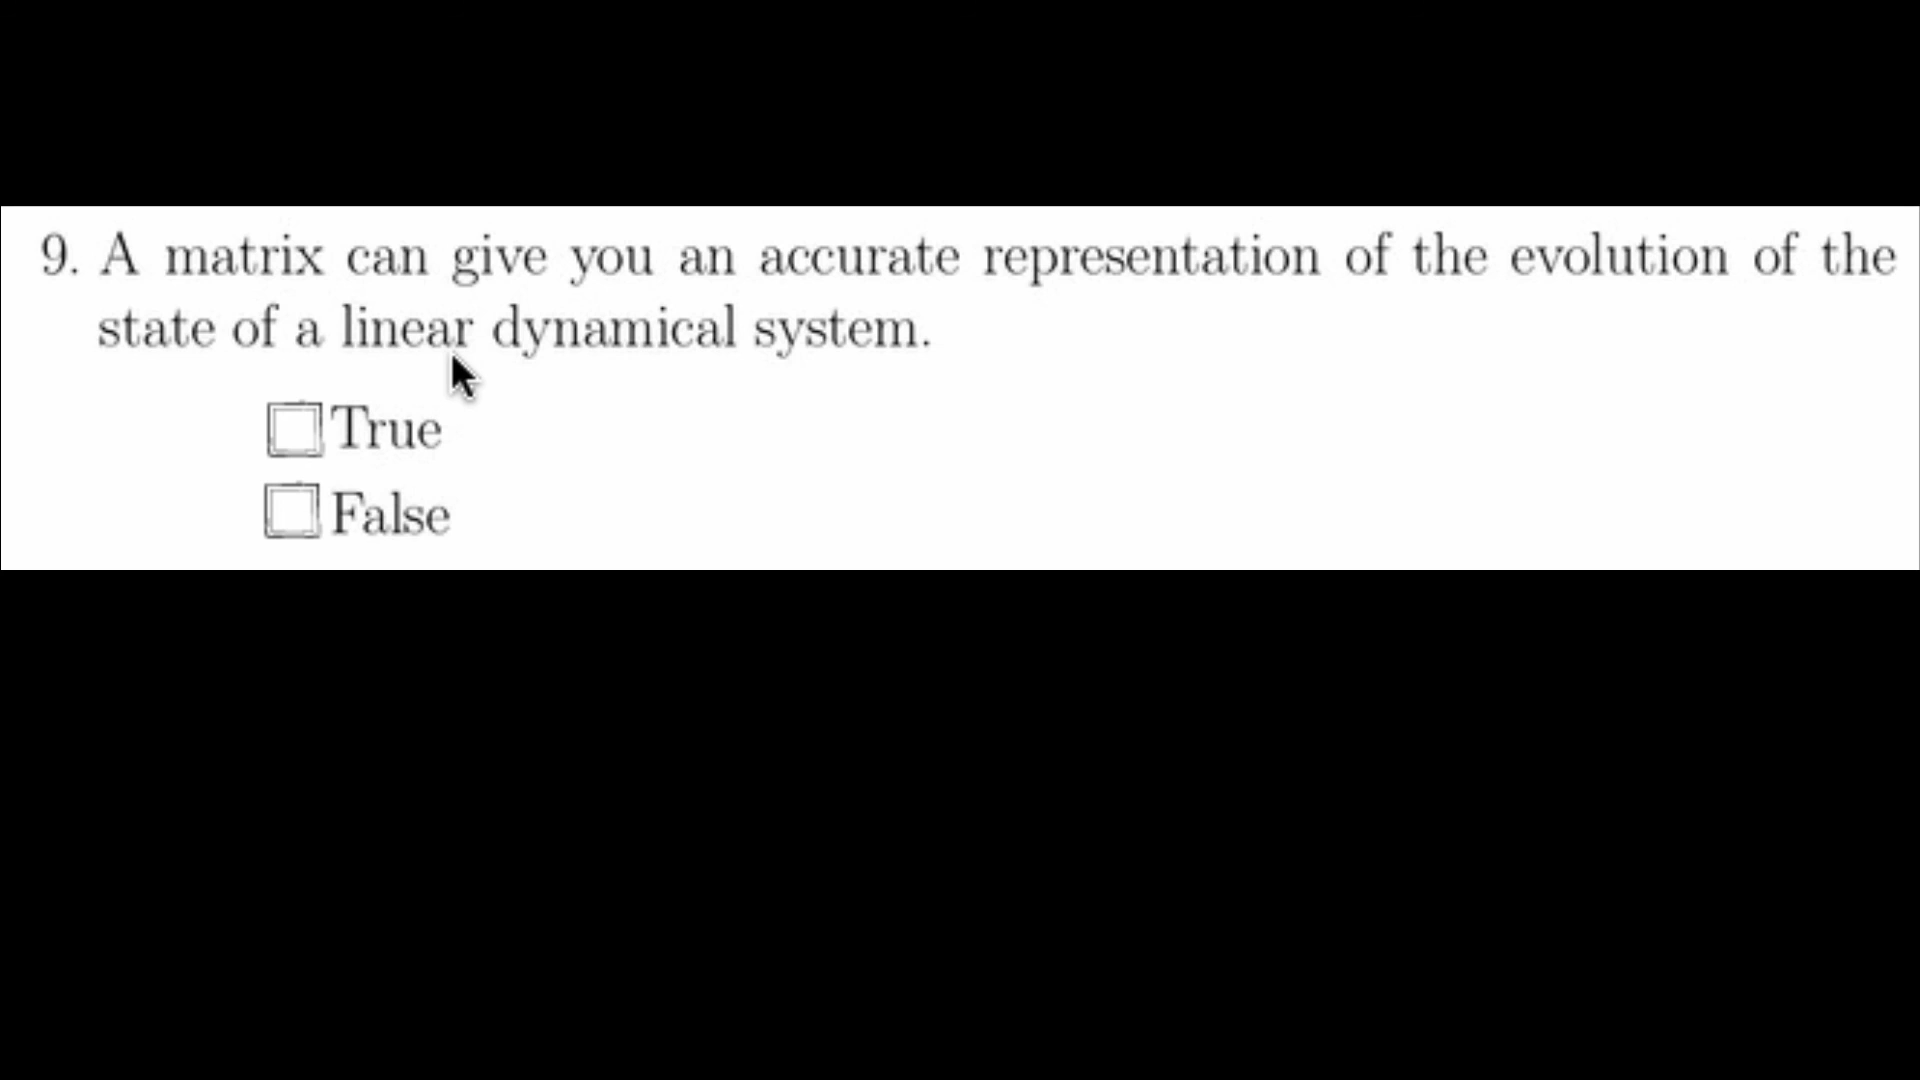 9. A matrix can give you an accurate representation of the evolution of the
state of a linear dynamical system.
True
False